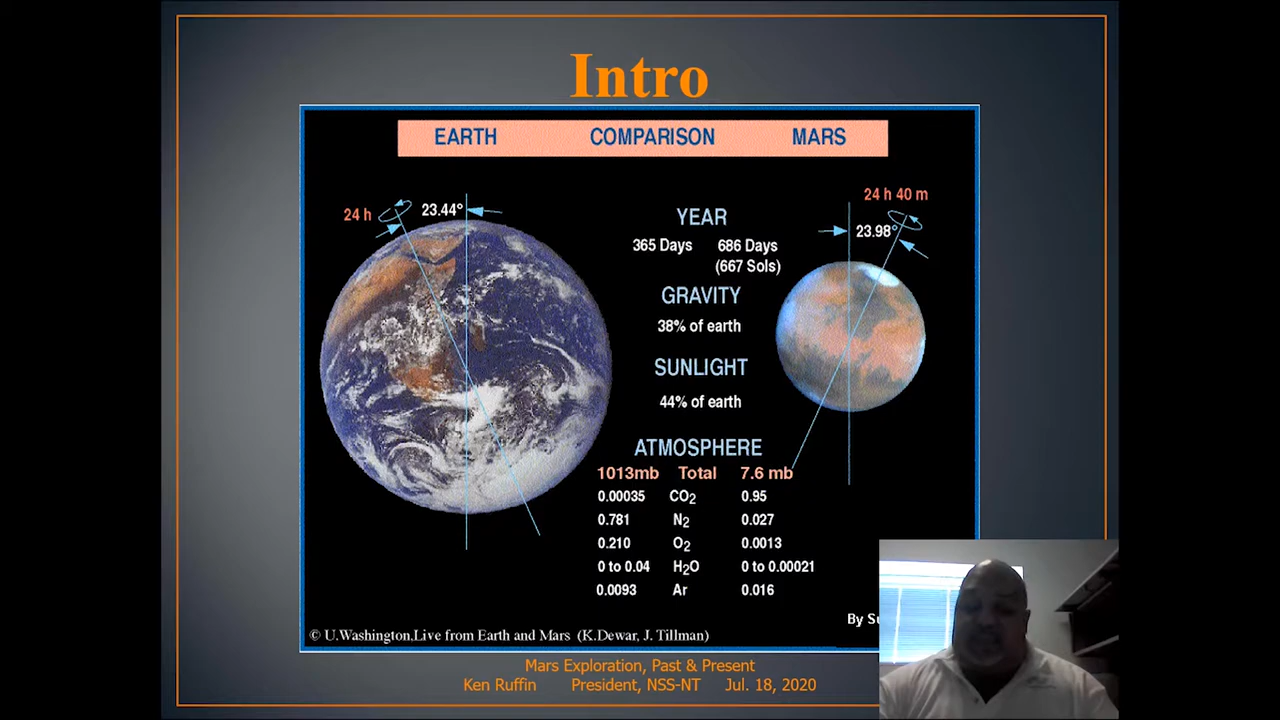 Intro
EARTH COMPARISON MARS
24 h 23.44° 24 h 40 m
23.98°
YEAR
365 Days 686 Days
(667 Sols)
GRAVITY
38% of earth
SUNLIGHT
44% of earth
ATMOSPHERE
1013mb Total 7.6 mb
0.00035 CO2 0.95
0.781 N2 0.027
0.210 O2 0.0013
0 to 0.04 H2O 0 to 0.00021
0.0093 Ar 0.016
By
© U.Washington,Live from Earth and Mars (K.Dewar, J. Tillman)
Mars Exploration, Past & Present
Ken Ruffin President, NSS-NT Jul. 18, 2020